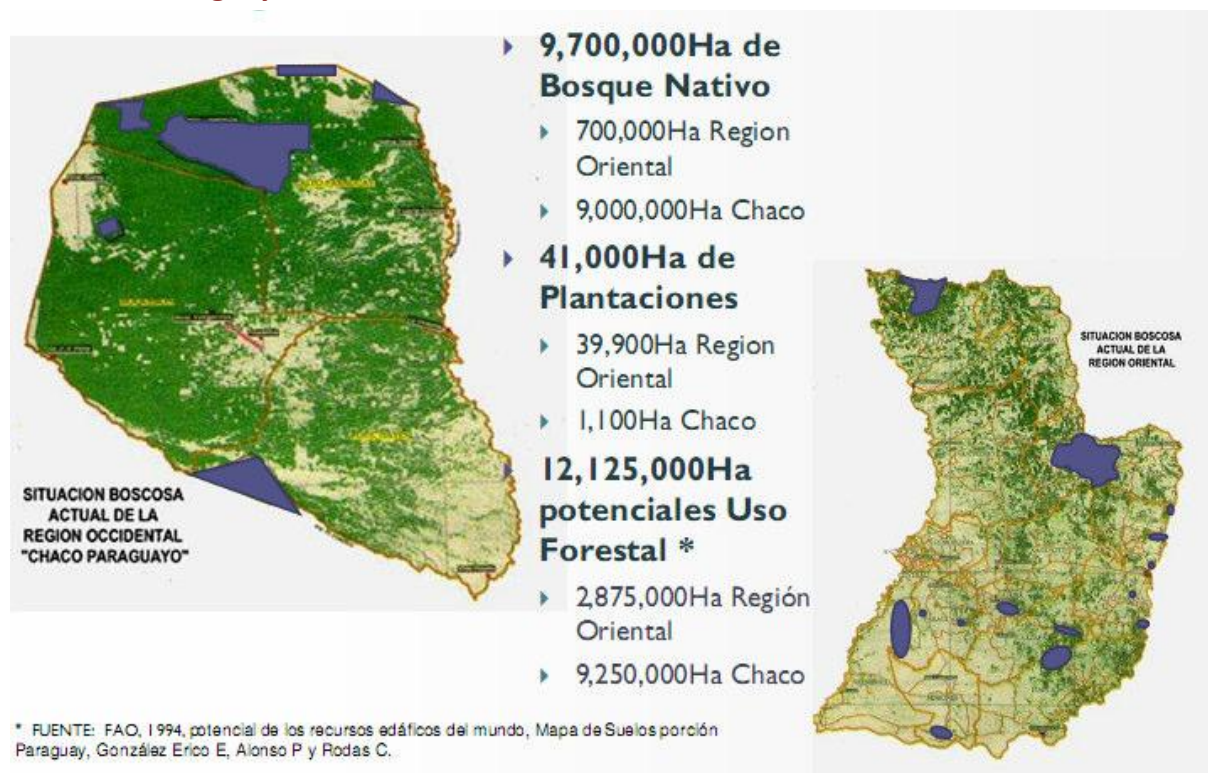 9,700,000Ha de
Bosque Nativo
700,000Ha Region
Oriental
9,000,000Ha Chaco
41,000Ha de
Plantaciones
39,900Ha Region
Oriental
1,100Ha Chaco
12,125,000Ha
potenciales Uso
Forestal *
2,875,000Ha Región
Oriental
9,250,000Ha Chaco
SITUACION BOSCOSA
ACTUAL DE LA
REGION OCCIDENTAL
"CHACO PARAGUAYO"
SITUACION BOSCOSA
ACTUAL DE LA
REGION ORIENTAL
* FUENTE: FAO, 1994, potencial de los recursos edáficos del mundo, Mapa de Suelos porción
Paraguay, González Erico E, Alonso P y Rodas C.